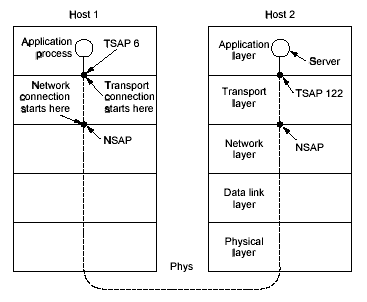 Host 1
Host 2
Application
process
TSAP 6
Application
layer
Server
Network
connection
starts here
Transport
connection
starts here
Transport
layer
TSAP 122
NSAP
Network
layer
NSAP
Data link
layer
Physical
layer
Phys